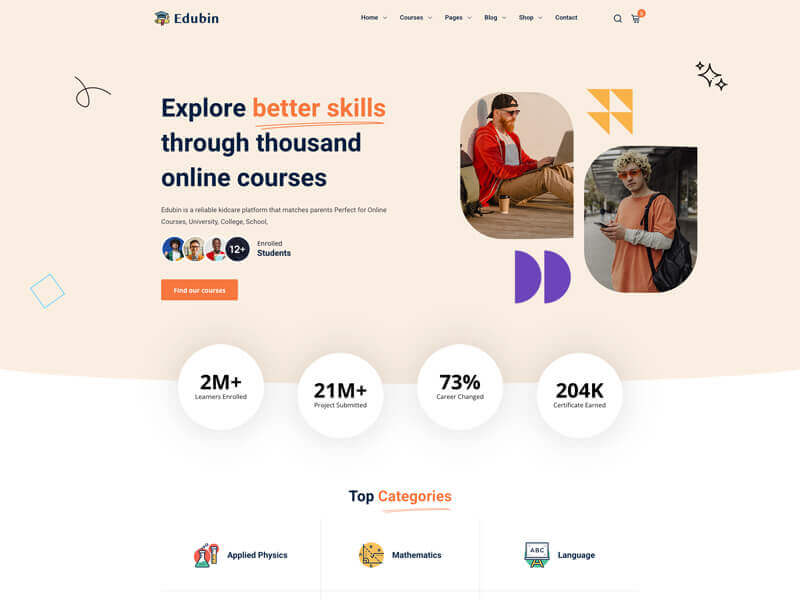 Edubin
Home Courses Pages Blog Shop Contact
Explore better skills
through thousand
online courses
Edubin is a reliable kidcare platform that matches parents Perfect for Online
Courses, University, College, School,
12+
Enrolled
Students
Find our courses
2M+
Learners Enrolled
21M+
Project Submitted
73%
Career Changed
204K
Certificate Earned
Top Categories
Applied Physics
Mathematics
ABC
Language